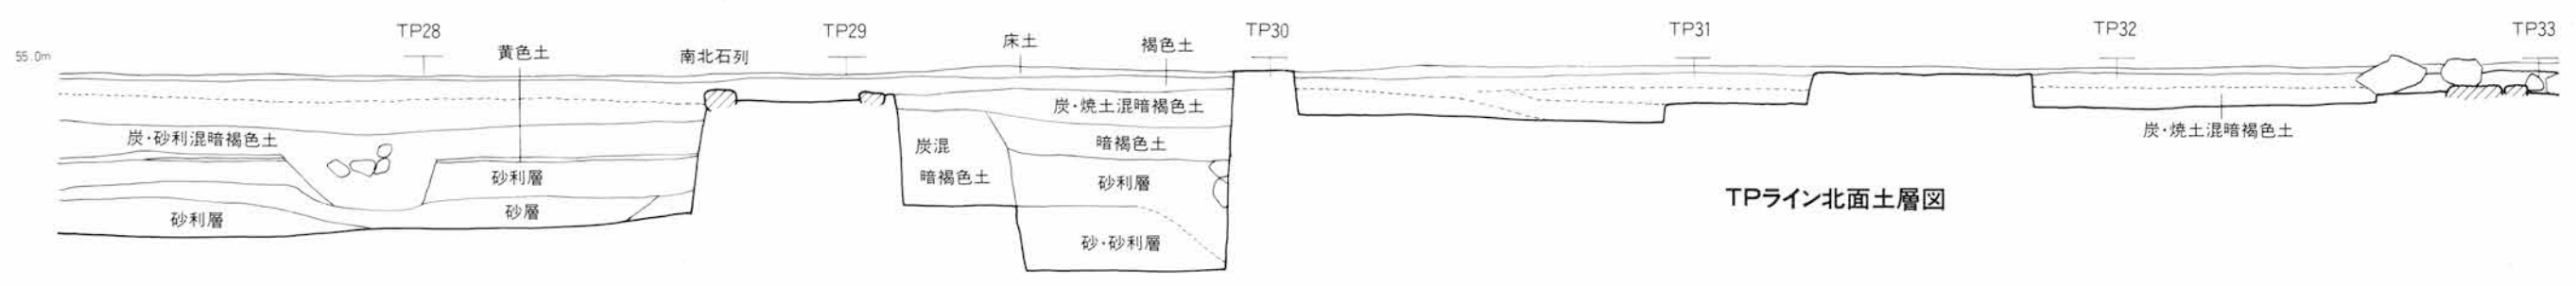 TP28
TP29
TP30
TP31
TP32
TP33
55.0m
黄色土
南北石列
床土
褐色土
炭・焼土混暗褐色土
炭・砂利混暗褐色土
炭混
暗褐色土
暗褐色土
炭・焼土混暗褐色土
砂利層
砂利層
砂利層
砂層
砂・砂利層
TPライン北面土層図